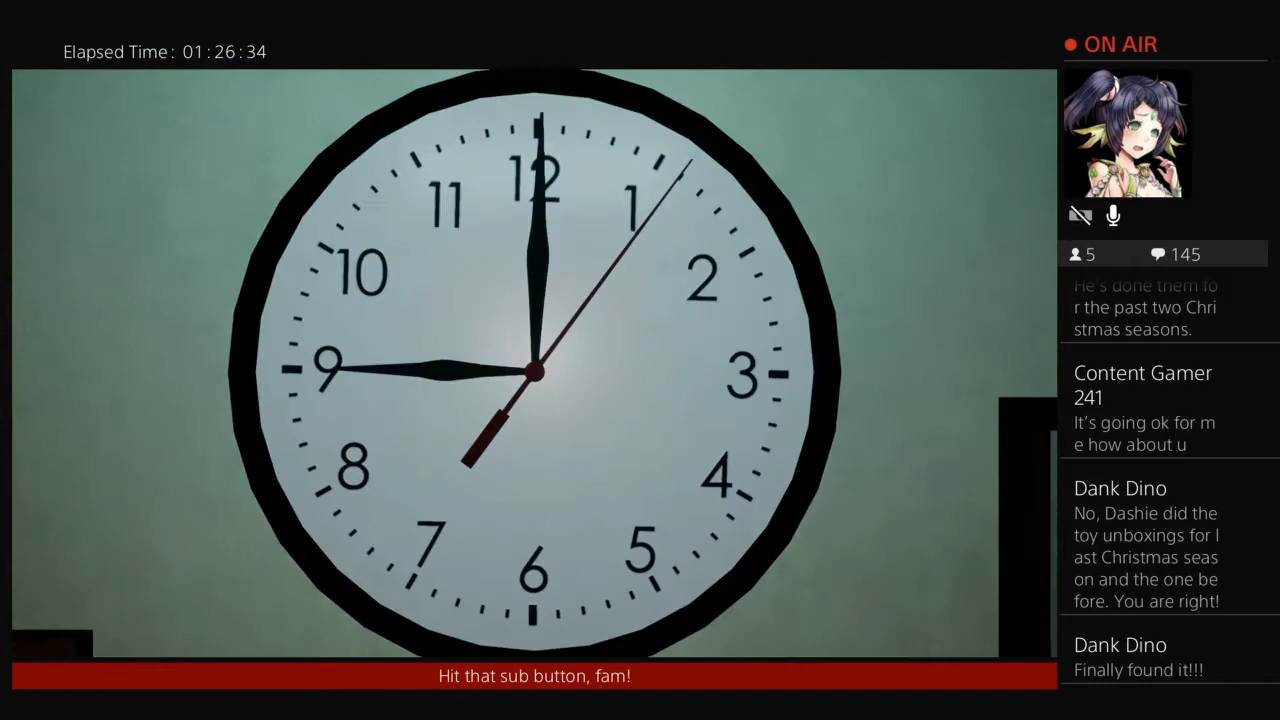 Elapsed Time: 01:26:34
ON AIR
12
11
1
10
2
9
3
8
4
7
5
6
5
145
He's done them fo
r the past two Chri
stmas seasons.
Content Gamer
241
It's going ok for m
e how about u
Dank Dino
No, Dashie did the
toy unboxings for l
ast Christmas seas
on and the one be
fore. You are right!
Dank Dino
Finally found it!!!
Hit that sub button, fam!